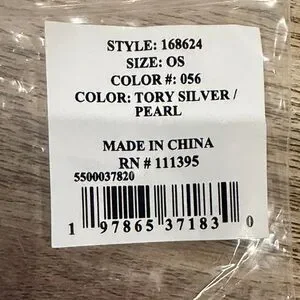 STYLE: 168624
SIZE: OS
COLOR #: 056
COLOR: TORY SILVER /
PEARL
MADE IN CHINA
RN # 111395
5500037820
1 97865 37183 0